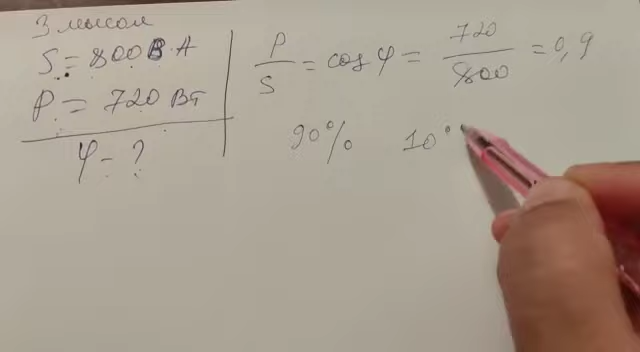 3 мысал
S = 800 В А
P = 720 Вт
φ - ?
P/S = cos φ = 720/800 = 0,9
90% 10%